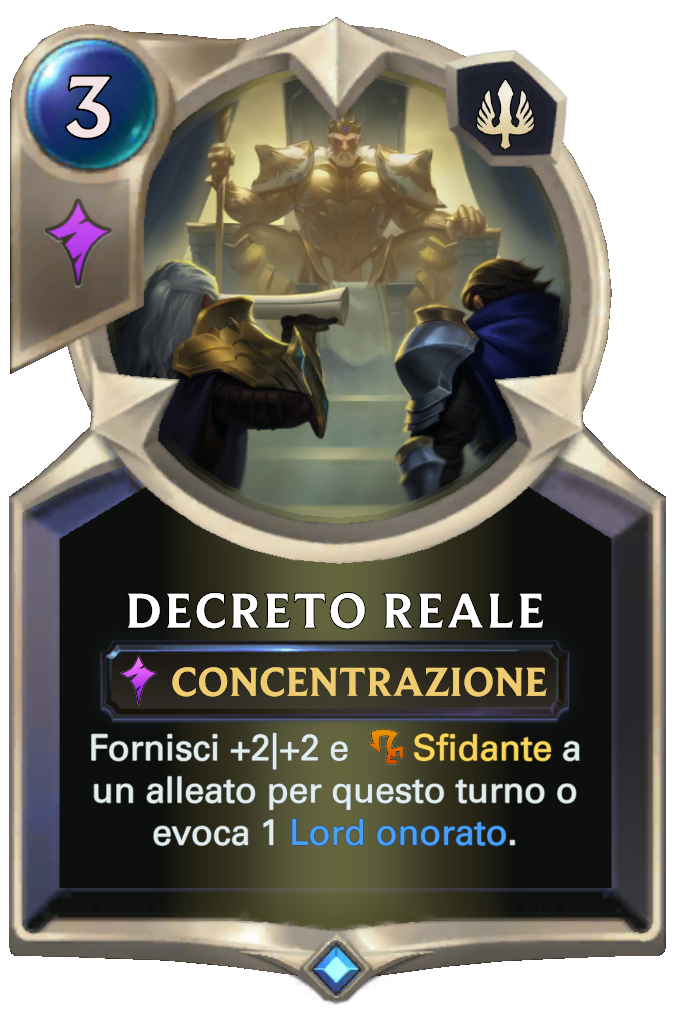 3
DECRETO REALE
CONCENTRAZIONE
Fornisci +2|+2 e Sfidante a
un alleato per questo turno o
evoca 1 Lord onorato.